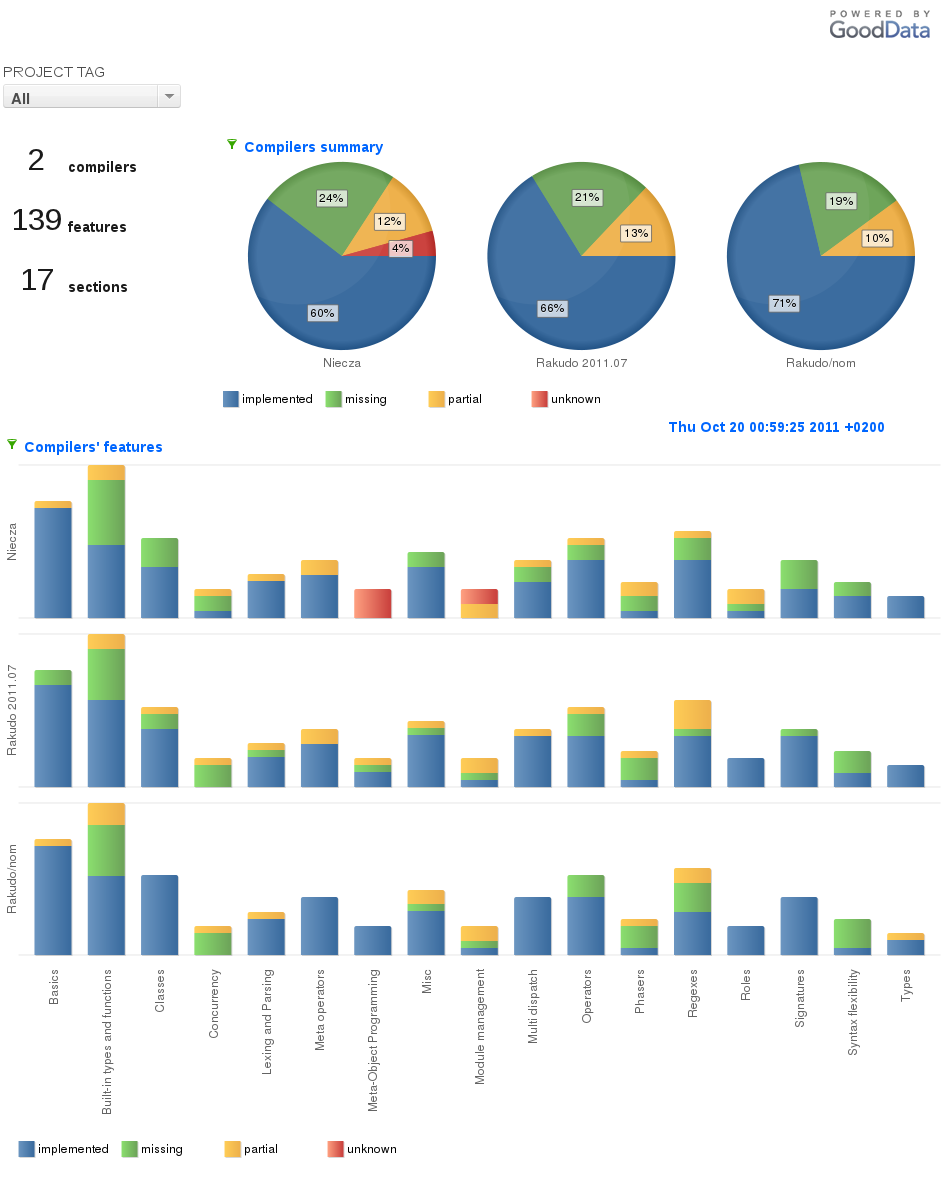 POWERED BY
GoodData
PROJECT TAG
All
2 compilers
139 features
17 sections
Compilers summary
24%
12%
4%
60%
Niecza
21%
13%
66%
Rakudo 2011.07
19%
10%
71%
Rakudo/nom
implemented missing partial unknown
Thu Oct 20 00:59:25 2011 +0200
Compilers' features
Niecza
Rakudo 2011.07
Rakudo/nom
Basics
Built-in types and functions
Classes
Concurrency
Lexing and Parsing
Meta operators
Meta-Object Programming
Misc
Module management
Multi dispatch
Operators
Phasers
Regexes
Roles
Signatures
Syntax flexibility
Types
implemented missing partial unknown